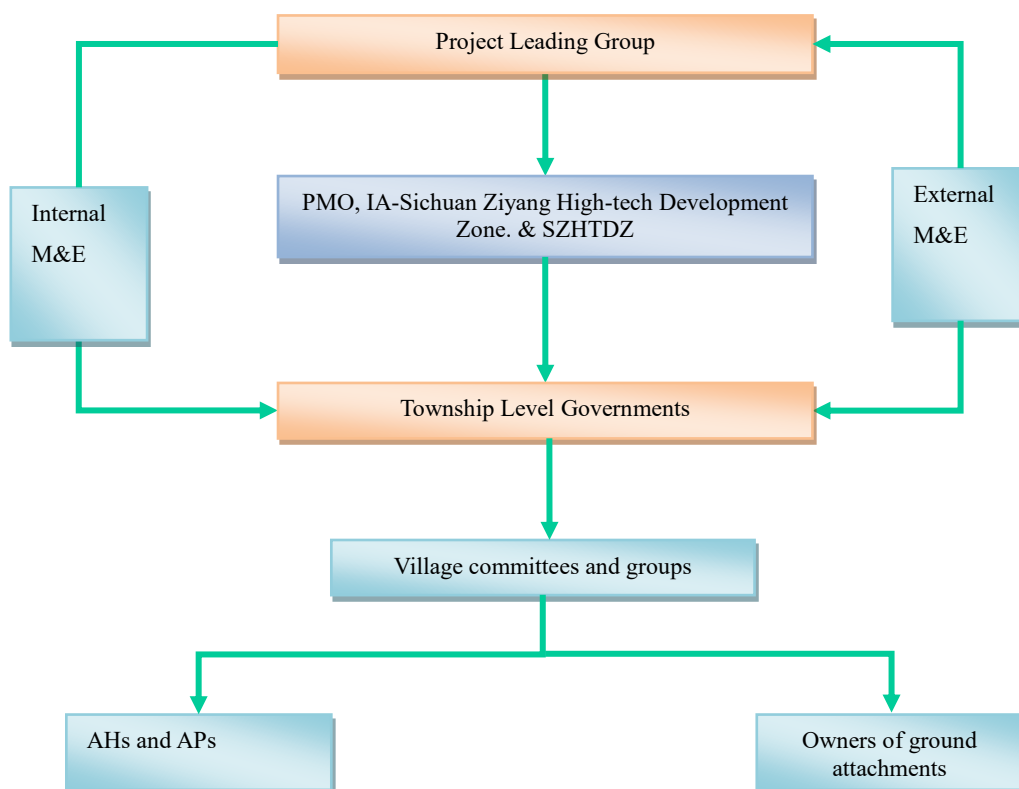 Project Leading Group
Internal
M&E
PMO, IA-Sichuan Ziyang High-tech Development
Zone. & SZHTDZ
External
M&E
Township Level Governments
Village committees and groups
AHs and APs
Owners of ground
attachments